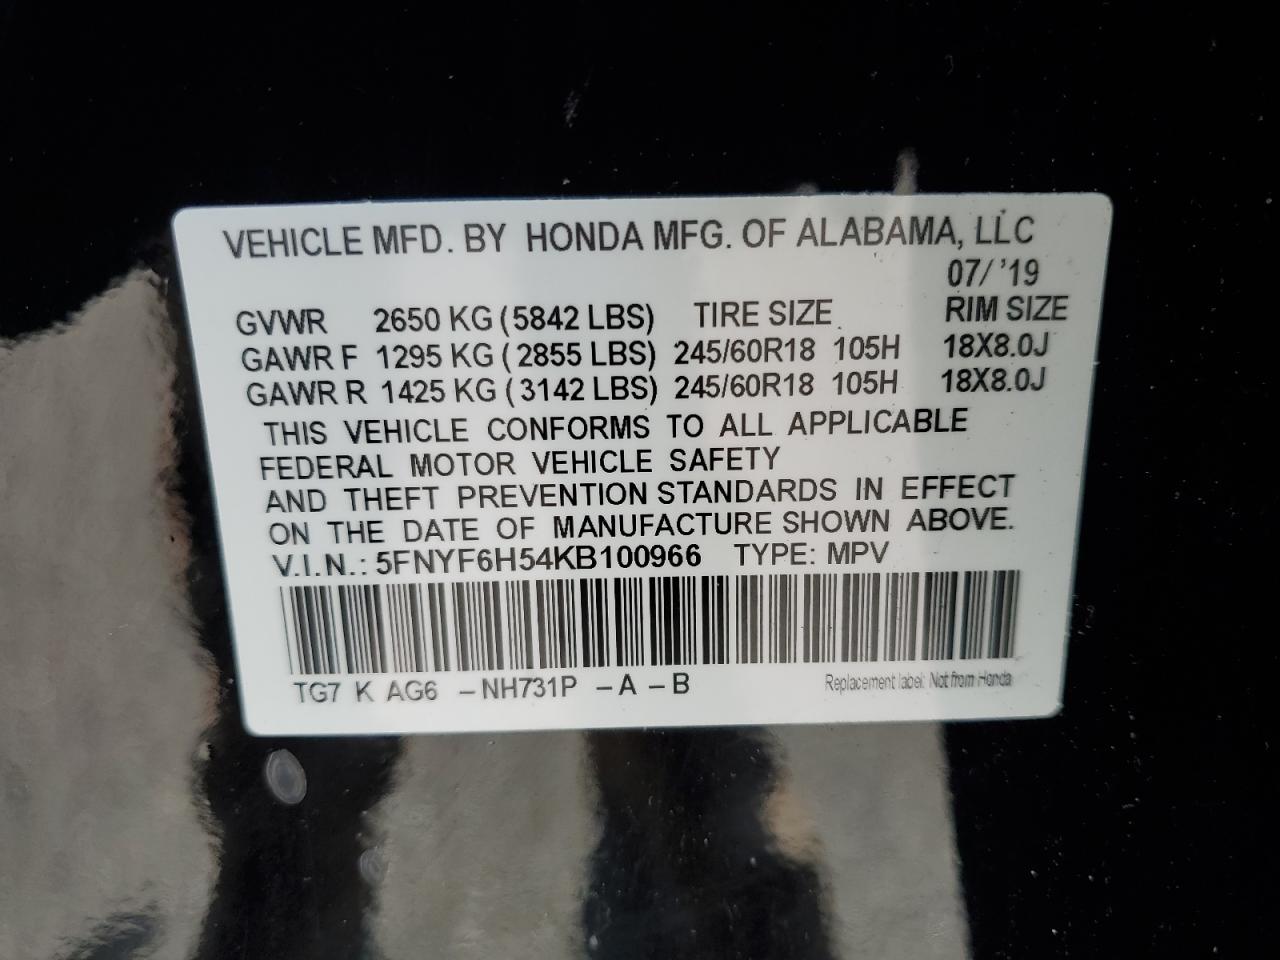 VEHICLE MFD. BY HONDA MFG. OF ALABAMA, LLC
07/ '19
GVWR 2650 KG (5842 LBS) TIRE SIZE RIM SIZE
GAWR F 1295 KG (2855 LBS) 245/60R18 105H 18X8.0J
GAWR R 1425 KG (3142 LBS) 245/60R18 105H 18X8.0J
THIS VEHICLE CONFORMS TO ALL APPLICABLE
FEDERAL MOTOR VEHICLE SAFETY
AND THEFT PREVENTION STANDARDS IN EFFECT
ON THE DATE OF MANUFACTURE SHOWN ABOVE.
V.I.N.: 5FNYF6H54KB100966 TYPE: MPV
TG7 K AG6 -NH731P -A -B
Replacement label: Not from Honda